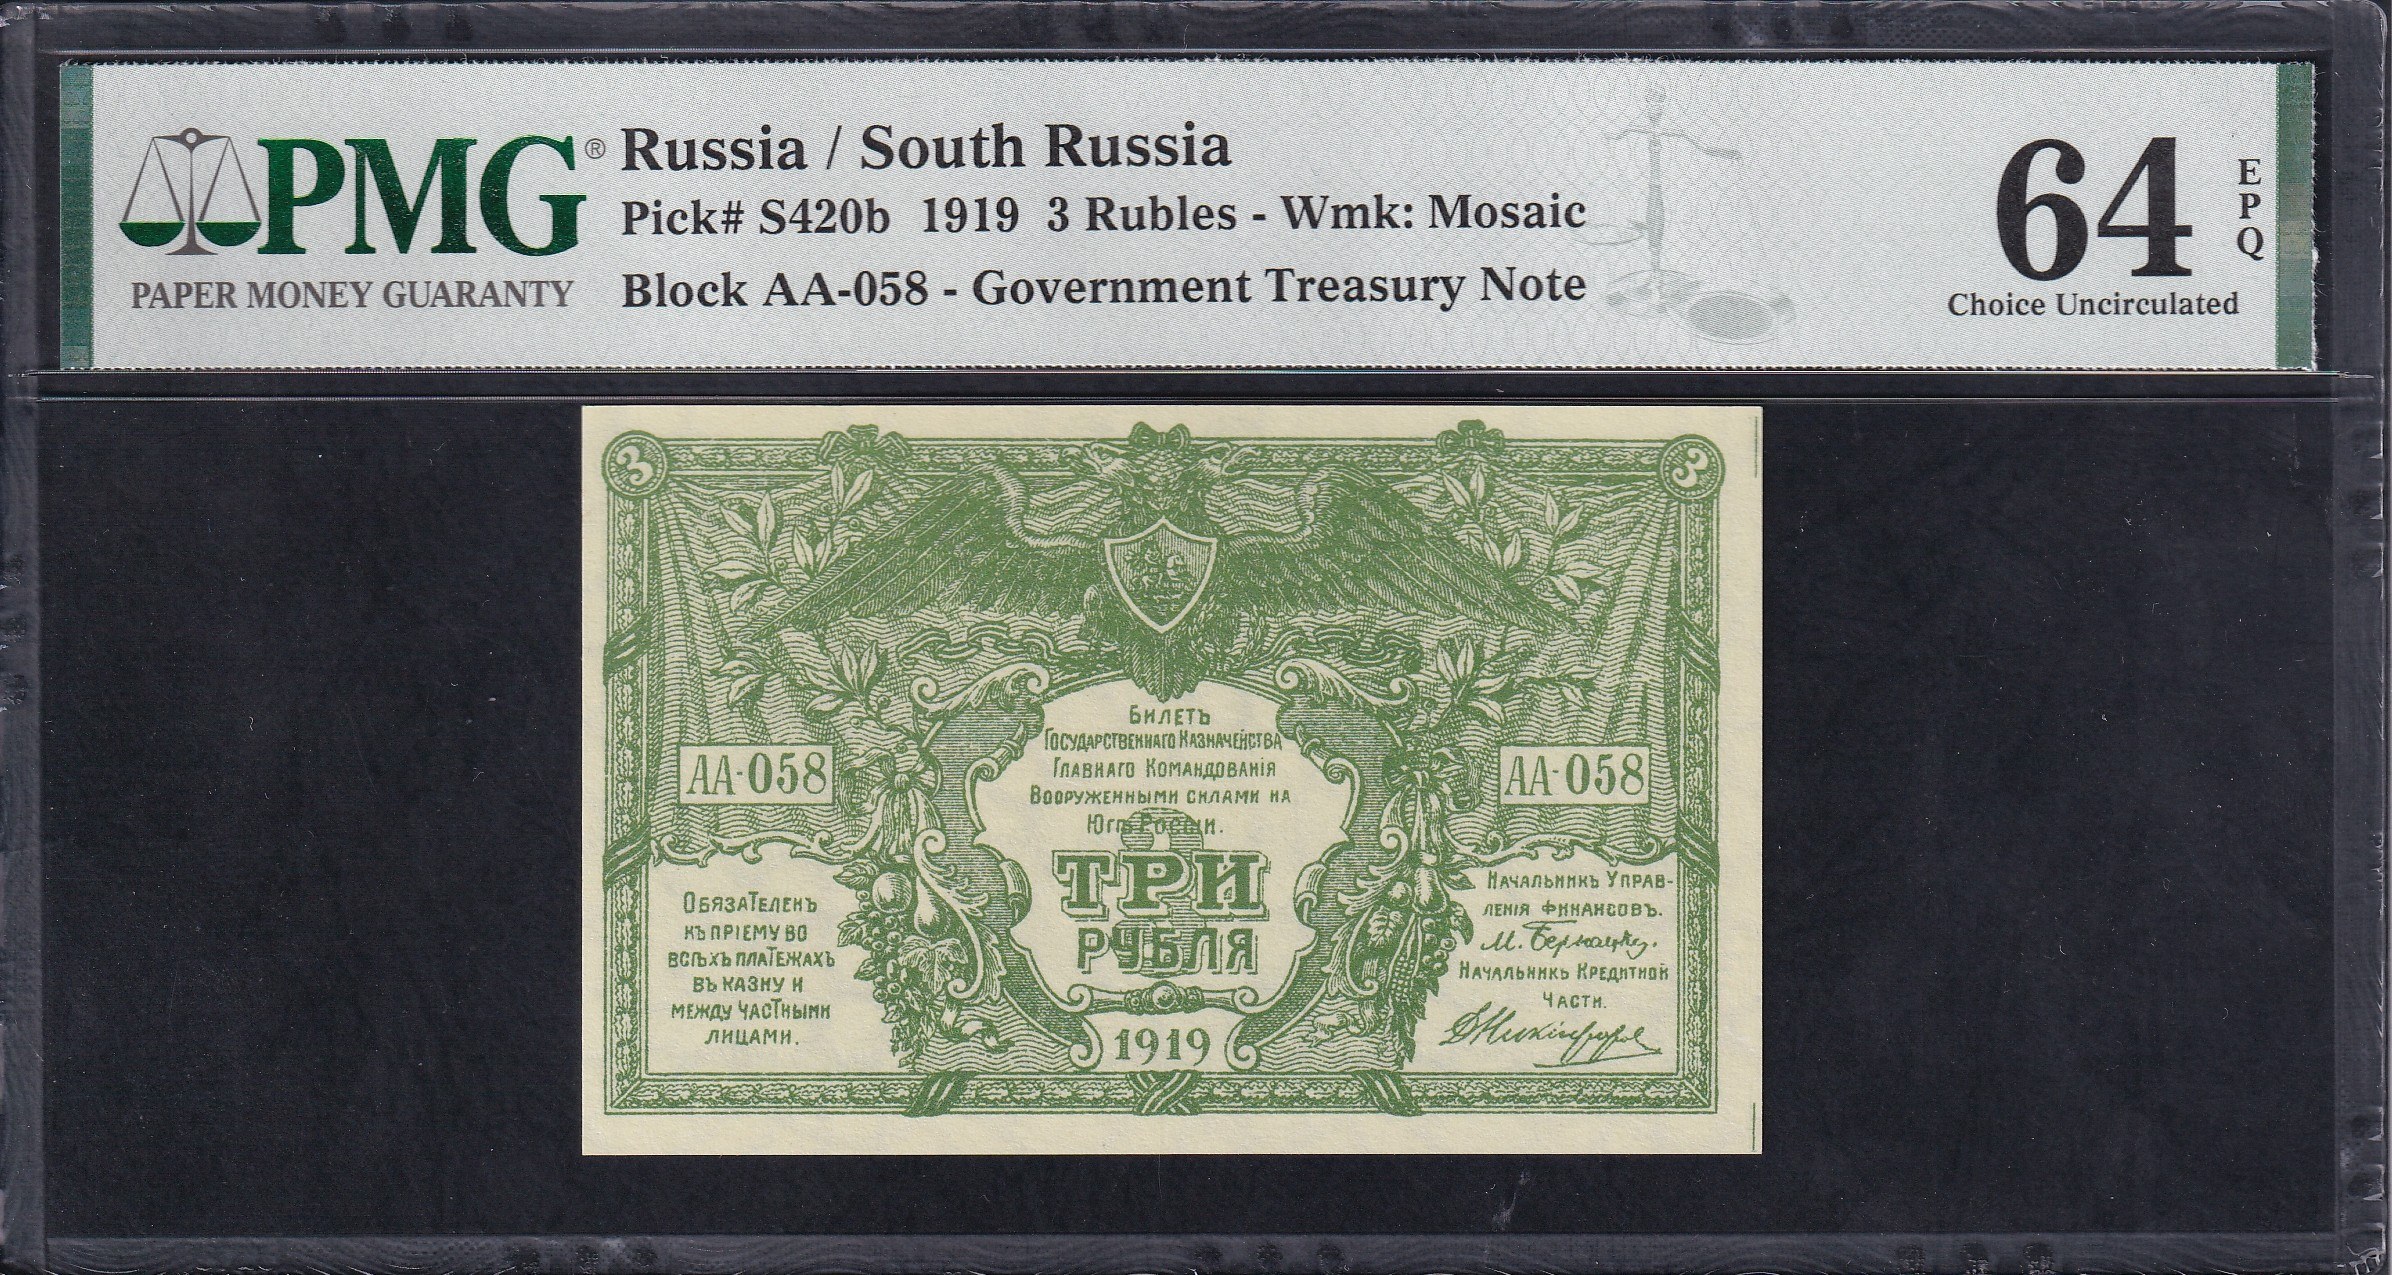 PMG®
PAPER MONEY GUARANTY
Russia / South Russia
Pick# S420b 1919 3 Rubles - Wmk: Mosaic
Block AA-058 - Government Treasury Note
64
EPQ
Choice Uncirculated
3
3
Билетъ
Государственнаго Казначейства
Главнаго Командованія
Вооруженными силами на
Югѣ Россіи.
АА-058
АА-058
3
ТРИ
РУБЛЯ
1919
Обязателенъ
къ пріему во
всѣхъ платежахъ
въ казну и
между частными
лицами.
Начальникъ Управ-
ленія финансовъ.
М. Бернацкій.
Начальникъ Кредитной
Части.